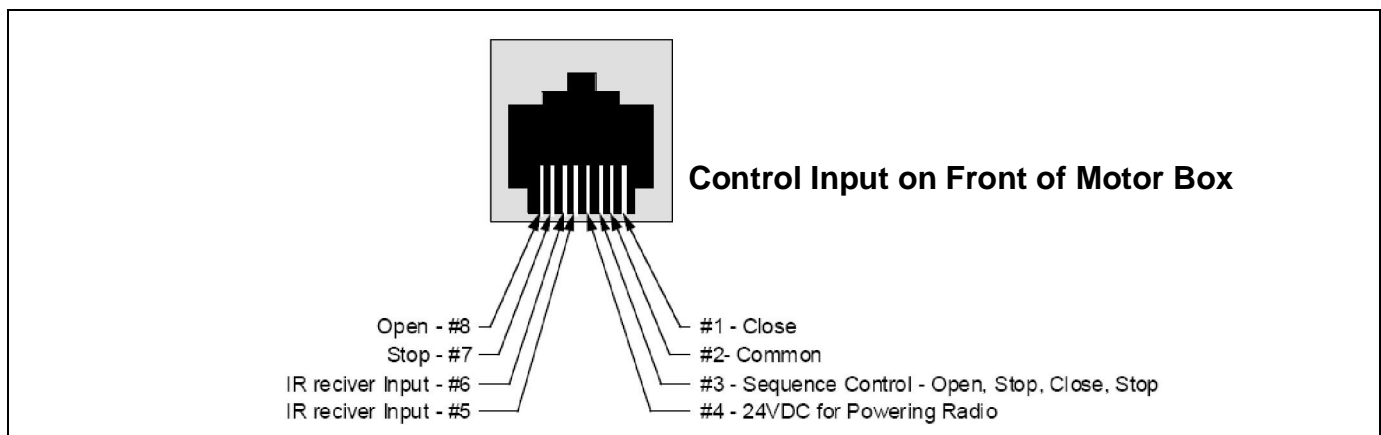 Control Input on Front of Motor Box
Open - #8
Stop - #7
IR reciver Input - #6
IR reciver Input - #5
#1 - Close
#2- Common
#3 - Sequence Control - Open, Stop, Close, Stop
#4 - 24VDC for Powering Radio